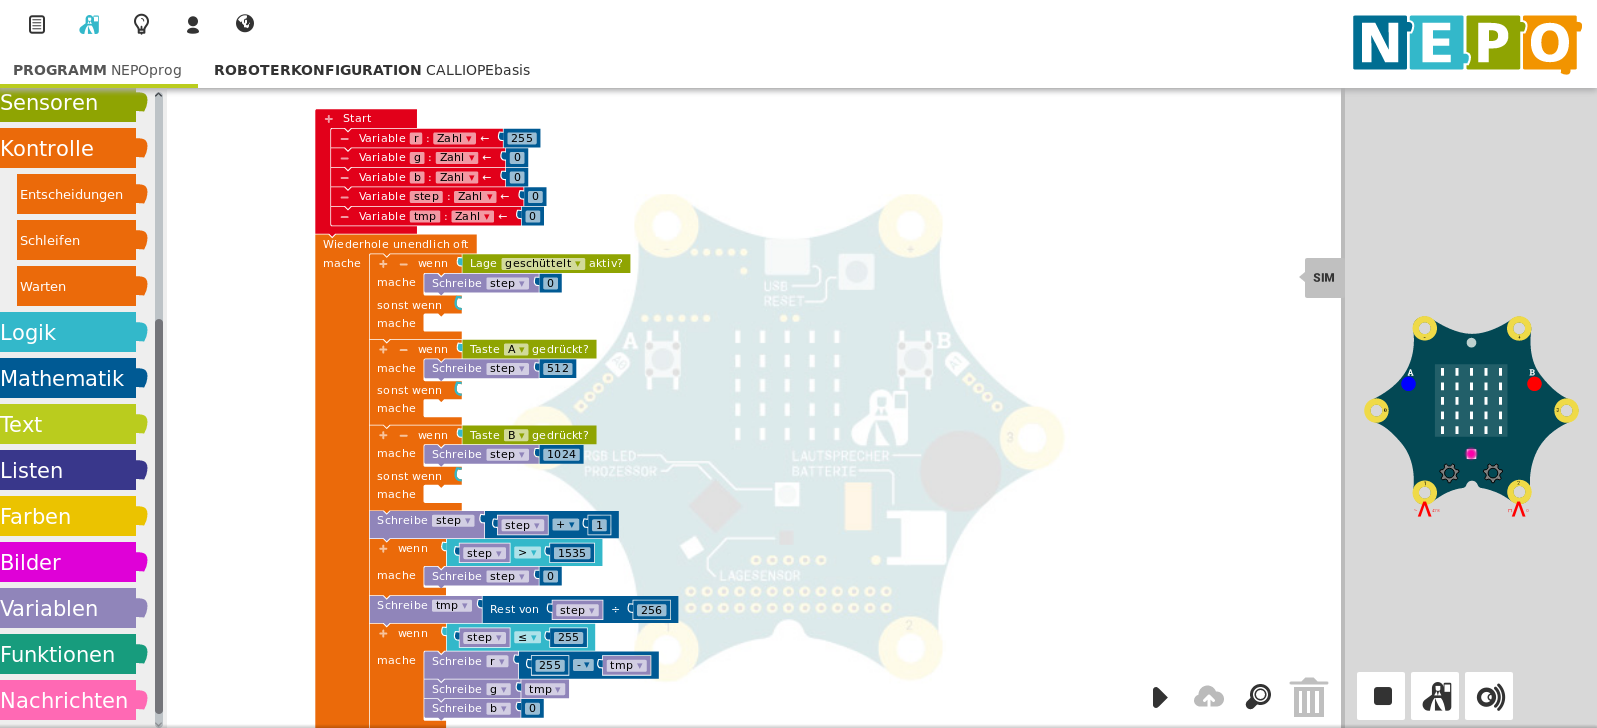 NEPO
PROGRAMM NEPOprog
ROBOTERKONFIGURATION CALLIOPEbasis
Sensoren
Kontrolle
Entscheidungen
Schleifen
Warten
Logik
Mathematik
Text
Listen
Farben
Bilder
Variablen
Funktionen
Nachrichten
+ Start
− Variable r : Zahl ← 255
− Variable g : Zahl ← 0
− Variable b : Zahl ← 0
− Variable step : Zahl ← 0
− Variable tmp : Zahl ← 0
Wiederhole unendlich oft
mache + − wenn Lage geschüttelt aktiv?
mache Schreibe step 0
sonst wenn
mache
+ − wenn Taste A gedrückt?
mache Schreibe step 512
sonst wenn
mache
+ − wenn Taste B gedrückt?
mache Schreibe step 1024
sonst wenn
mache
Schreibe step step + 1
+ wenn step > 1535
mache Schreibe step 0
Schreibe tmp Rest von step ÷ 256
+ wenn step ≤ 255
mache Schreibe r 255 - tmp
Schreibe g tmp
Schreibe b 0
USB
RESET
A
B
3
RGB LED
PROZESSOR
LAUTSPRECHER
BATTERIE
LAGESENSOR
1
2
SIM
A
B